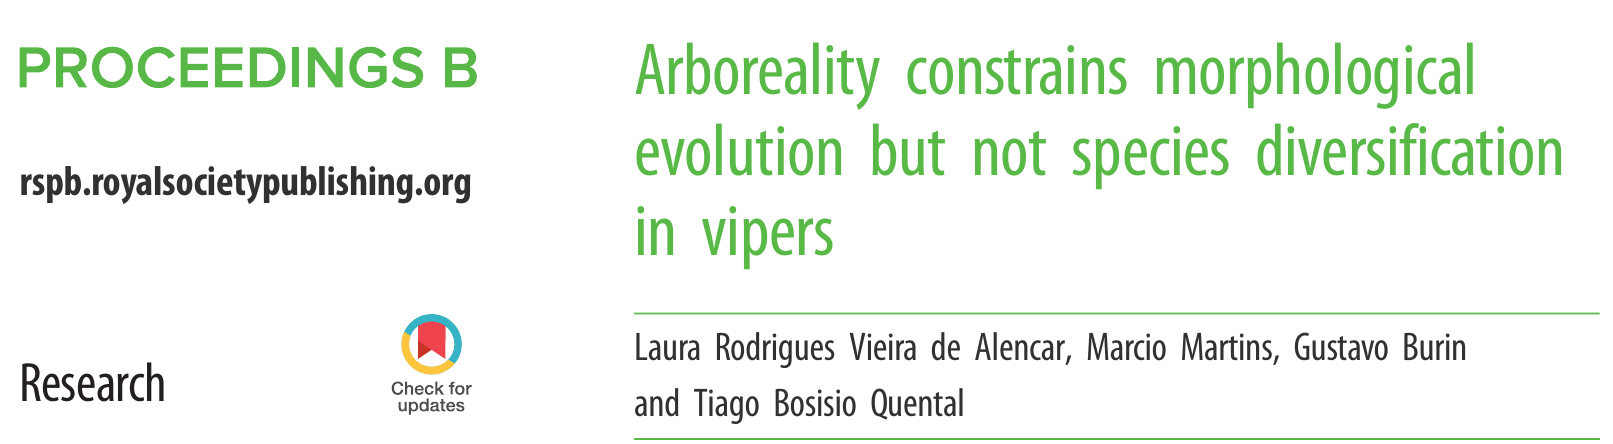 PROCEEDINGS B
rspb.royalsocietypublishing.org
Research
Check for
updates
Arboreality constrains morphological
evolution but not species diversification
in vipers
Laura Rodrigues Vieira de Alencar, Marcio Martins, Gustavo Burin
and Tiago Bosisio Quental